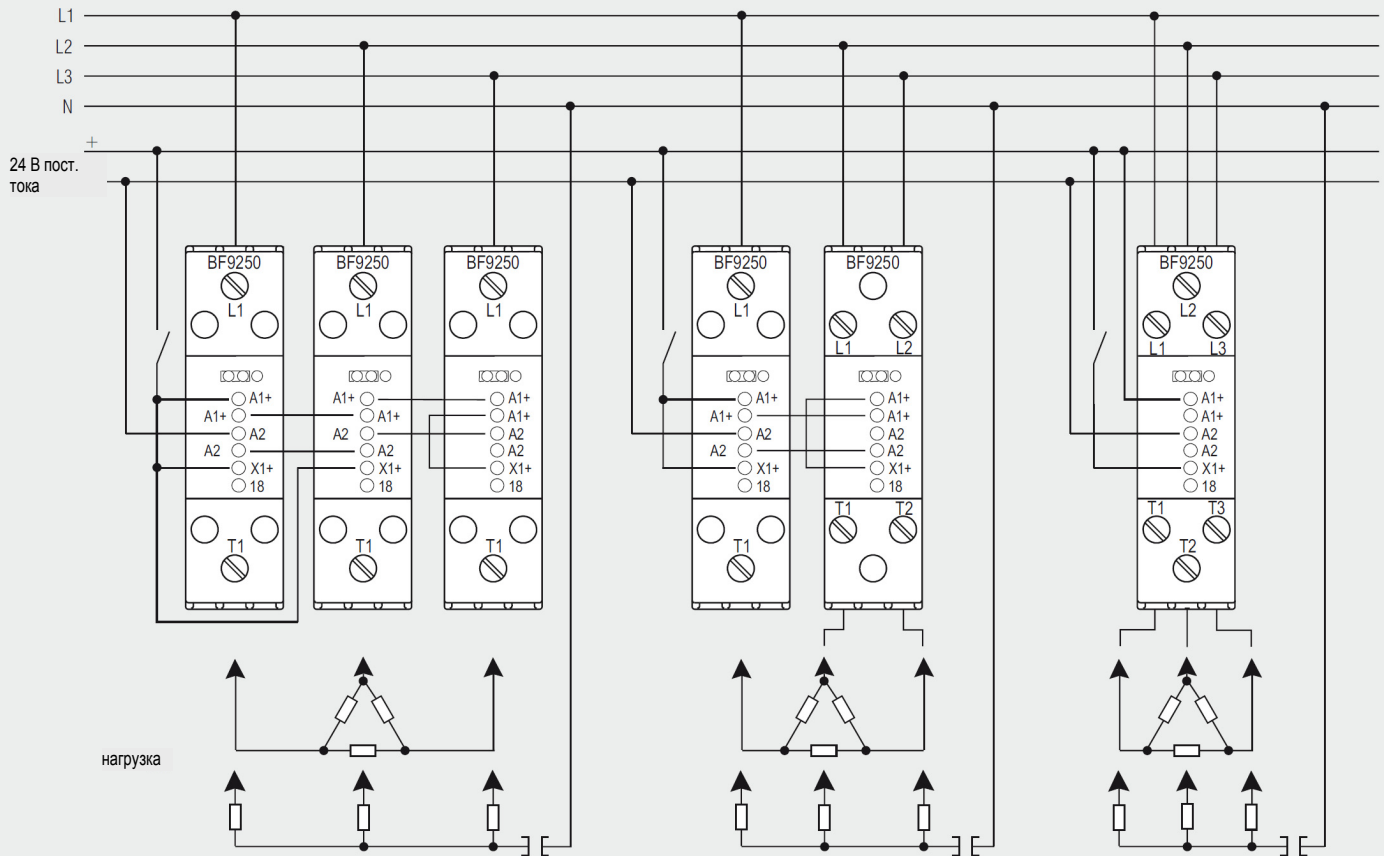 L1
L2
L3
N
+
24 В пост.
тока
BF9250 BF9250 BF9250 BF9250 BF9250 BF9250
L1 L1 L1 L1 L2
L1 L2 L1 L3
A1+ A1+ A1+ A1+ A1+ A1+
A1+ A1+ A1+ A1+ A1+ A1+
A2 A2 A2 A2 A2 A2
A2 A2 A2 A2 A2 A2
X1+ X1+ X1+ X1+ X1+ X1+
18 18 18 18 18 18
T1 T2 T1 T3
T1 T1 T1 T1 T2
нагрузка